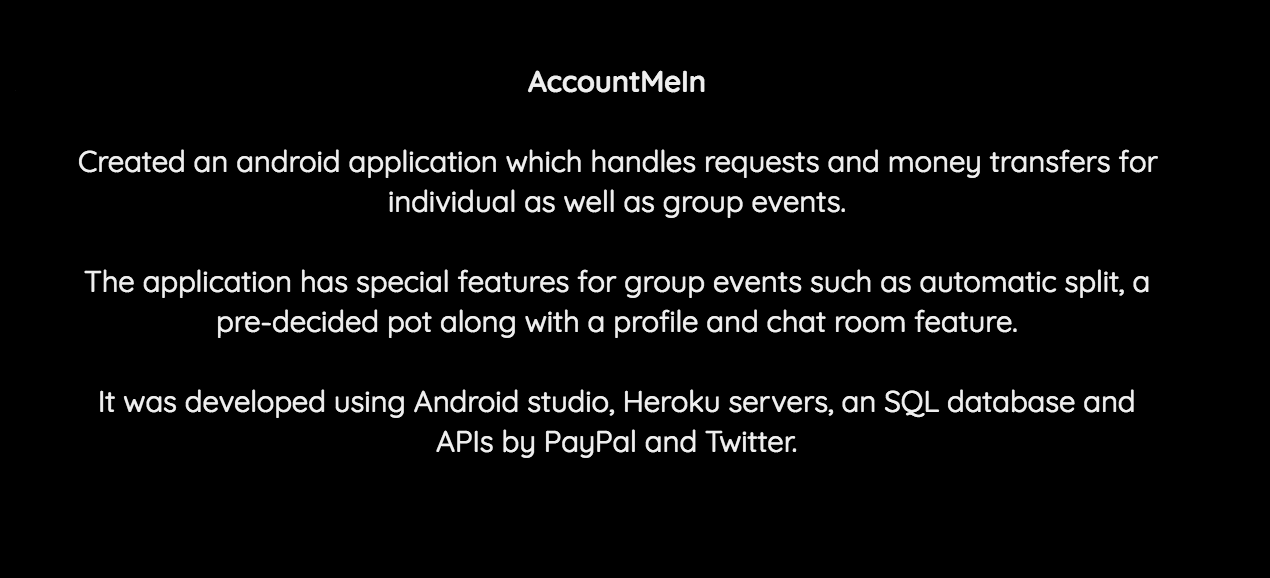 AccountMeIn
Created an android application which handles requests and money transfers for
individual as well as group events.
The application has special features for group events such as automatic split, a
pre-decided pot along with a profile and chat room feature.
It was developed using Android studio, Heroku servers, an SQL database and
APIs by PayPal and Twitter.